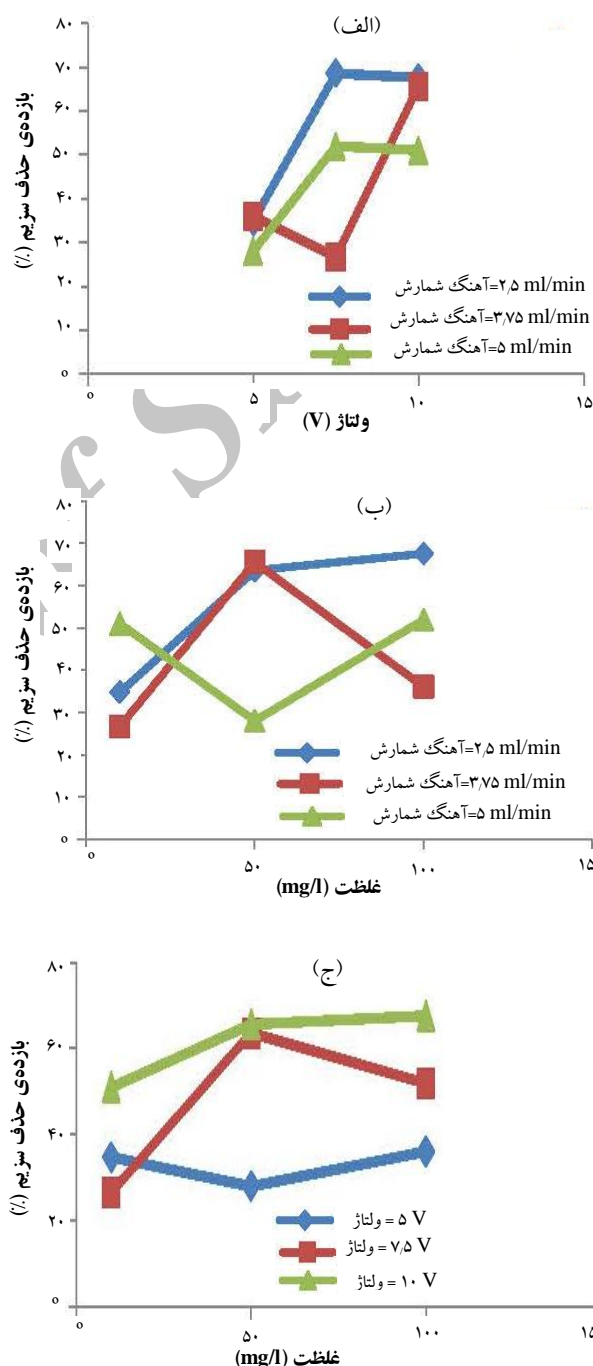 (الف)
بازده‌ی حذف سزیم (٪)
۸۰
۷۰
۶۰
۵۰
۴۰
۳۰
۲۰
۱۰
۰
آهنگ شمارش=۲٫۵ ml/min
آهنگ شمارش=۳٫۷۵ ml/min
آهنگ شمارش=۵ ml/min
۰ ۵ ۱۰ ۱۵
ولتاژ (V)
(ب)
بازده‌ی حذف سزیم (٪)
۸۰
۷۰
۶۰
۵۰
۴۰
۳۰
۲۰
۱۰
۰
آهنگ شمارش=۲٫۵ ml/min
آهنگ شمارش=۳٫۷۵ ml/min
آهنگ شمارش=۵ ml/min
۰ ۵۰ ۱۰۰ ۱۵
غلظت (mg/l)
(ج)
بازده‌ی حذف سزیم (٪)
۸۰
۶۰
۴۰
۲۰
ولتاژ = ۵ V
ولتاژ = ۷٫۵ V
ولتاژ = ۱۰ V
۰ ۵۰ ۱۰۰ ۱۵
غلظت (mg/l)